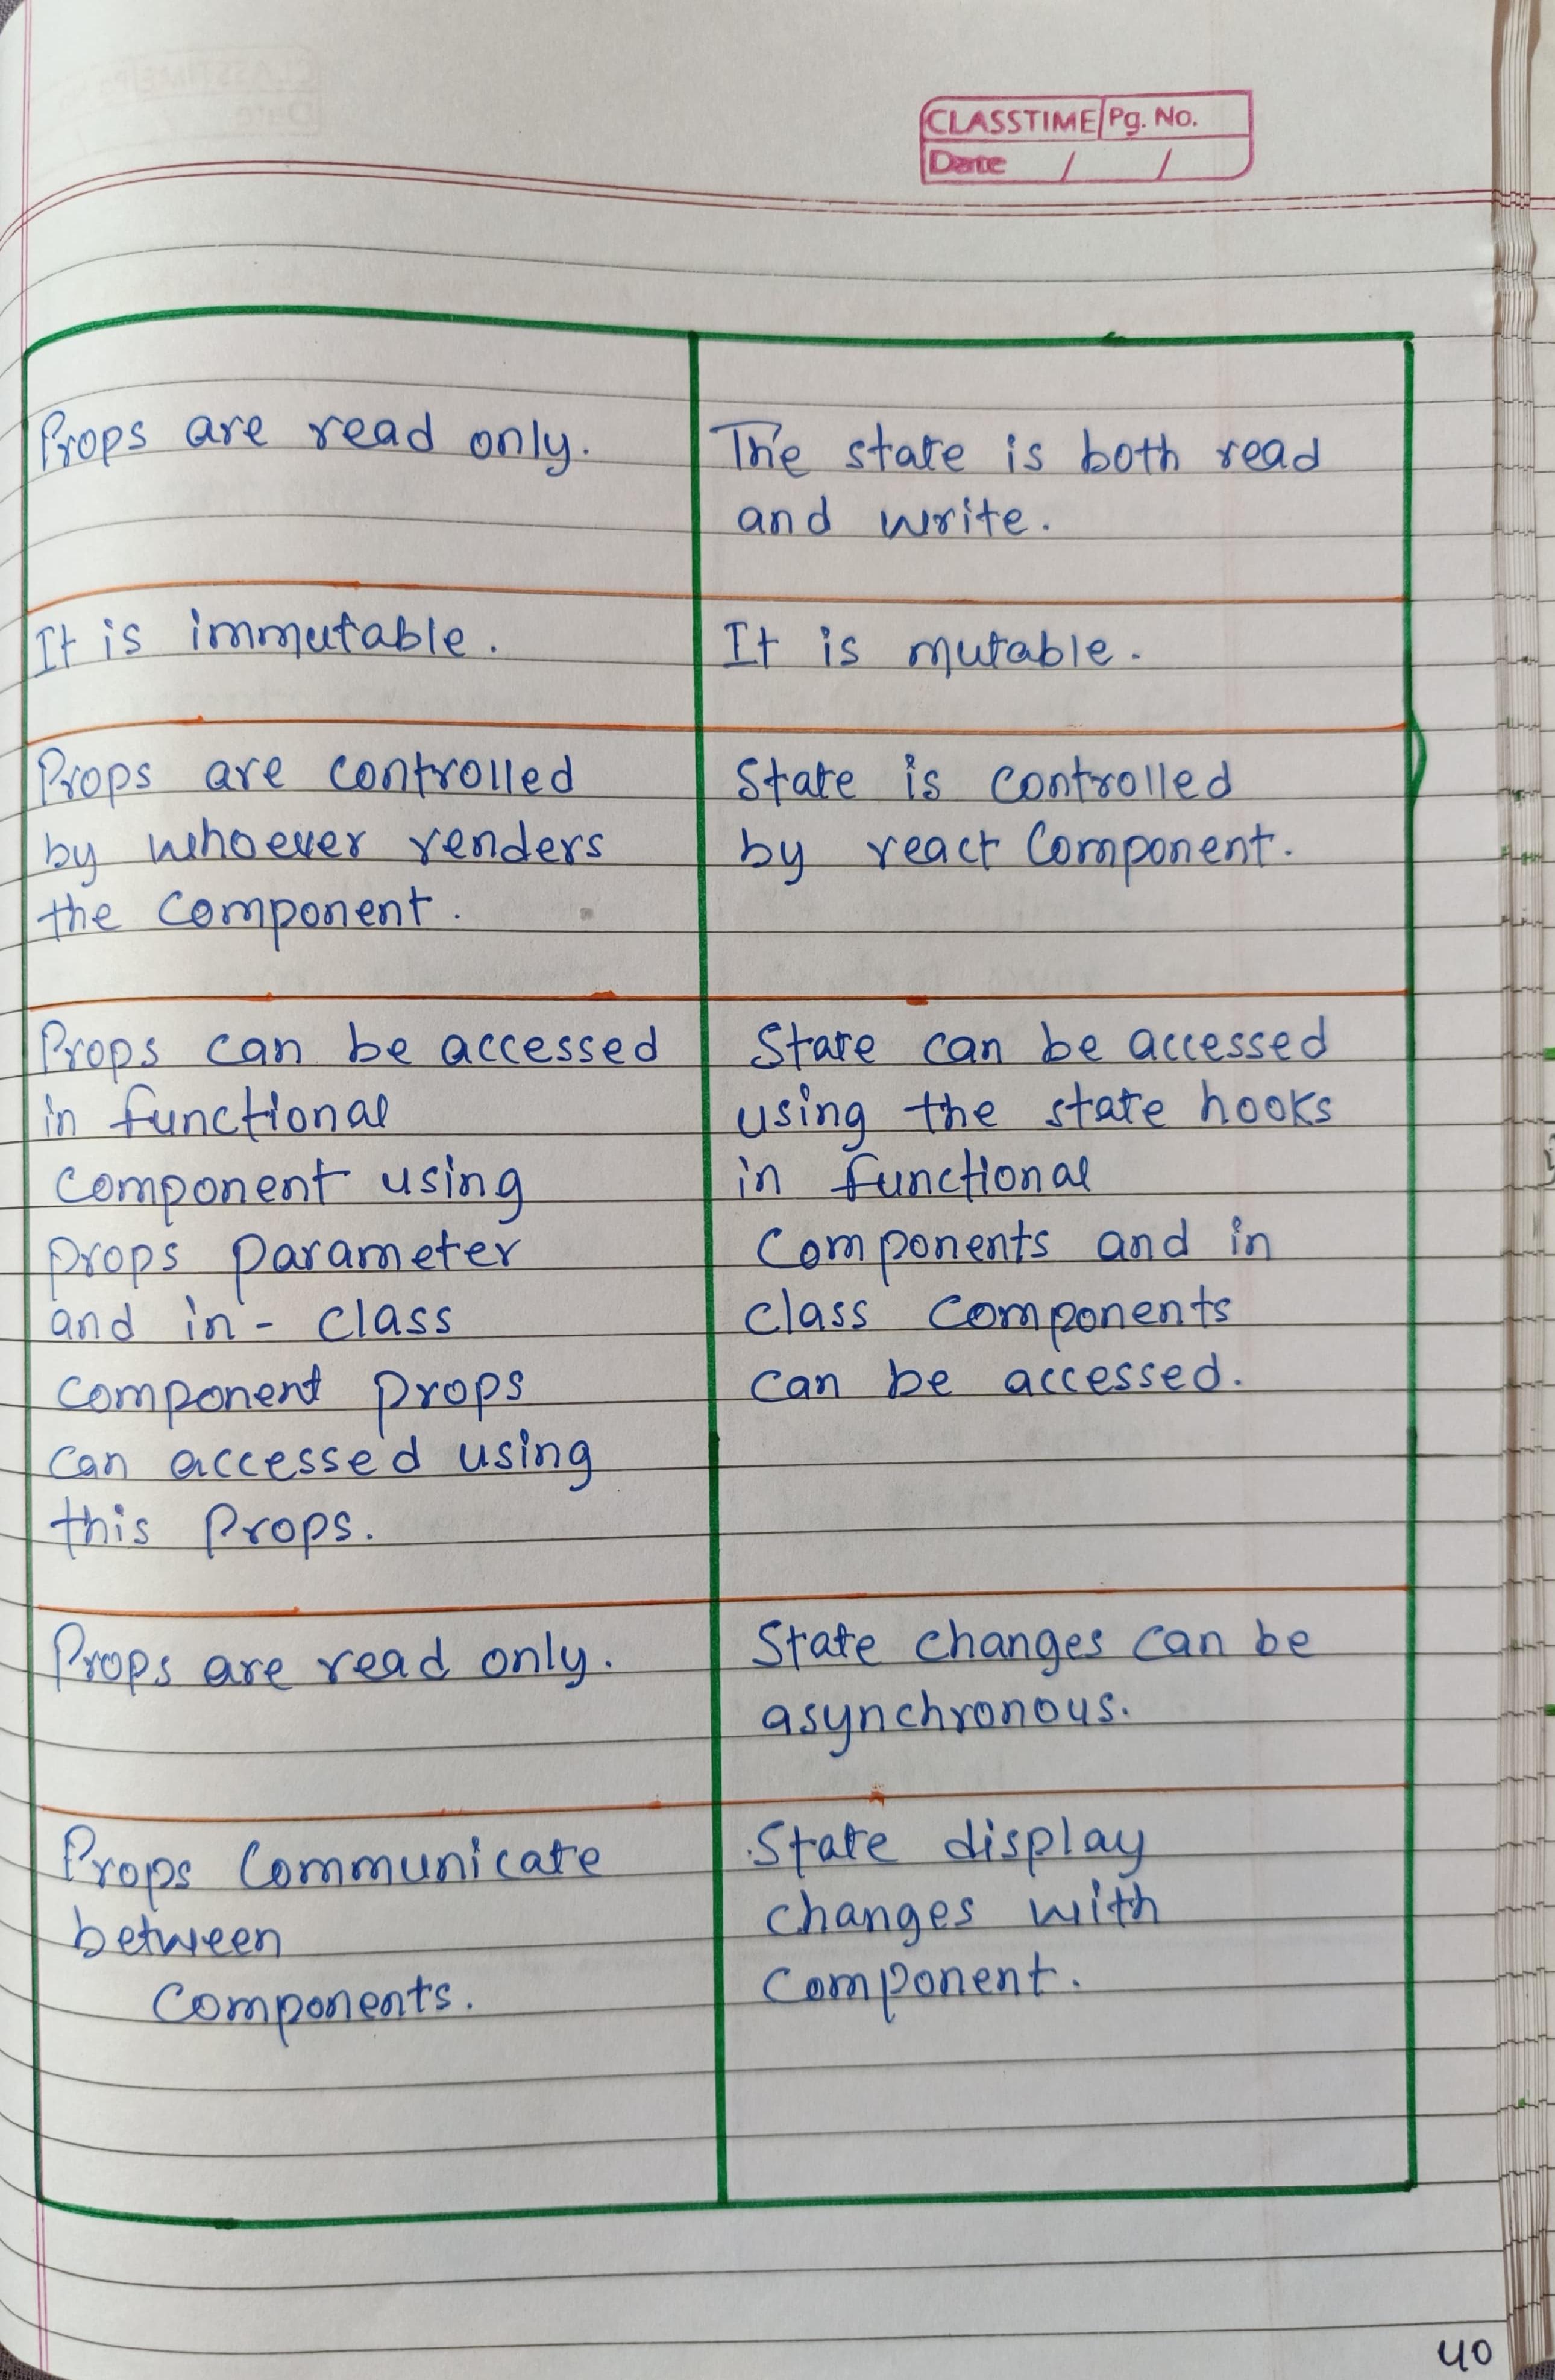 CLASSTIME Pg. No.
Date / /
Props are read only.
The state is both read
and write.
It is immutable.
It is mutable.
Props are controlled
by whoever renders
the Component.
State is controlled
by react Component.
Props can be accessed
in functional
component using
props parameter
and in- class
component props
can accessed using
this Props.
State can be accessed
using the state hooks
in functional
Components and in
class components
can be accessed.
Props are read only.
State changes can be
asynchronous.
Props Communicate
between
Components.
State display
changes with
Component.
40